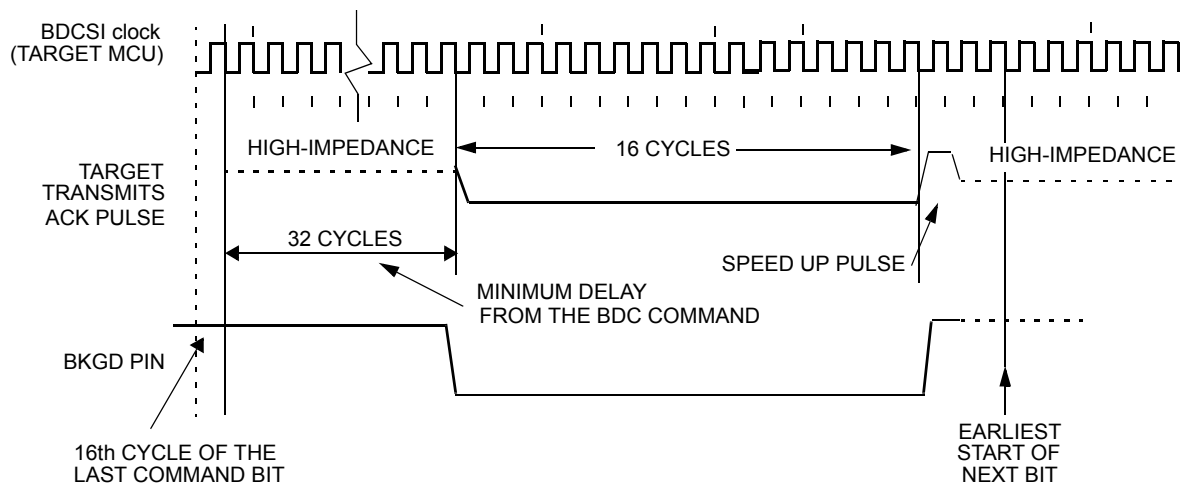 BDCSI clock
(TARGET MCU)
HIGH-IMPEDANCE
16 CYCLES
HIGH-IMPEDANCE
TARGET
TRANSMITS
ACK PULSE
32 CYCLES
SPEED UP PULSE
MINIMUM DELAY
FROM THE BDC COMMAND
BKGD PIN
16th CYCLE OF THE
LAST COMMAND BIT
EARLIEST
START OF
NEXT BIT